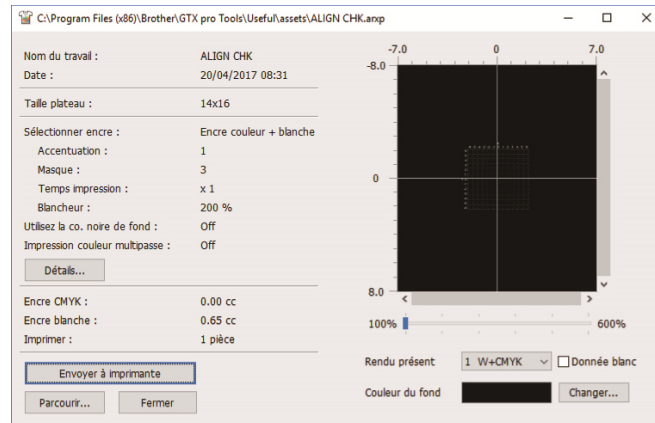 C:\Program Files (x86)\Brother\GTX pro Tools\Useful\assets\ALIGN CHK.arxp
Nom du travail : ALIGN CHK
Date : 20/04/2017 08:31
Taille plateau : 14x16
Sélectionner encre : Encre couleur + blanche
Accentuation : 1
Masque : 3
Temps impression : x 1
Blancheur : 200 %
Utilisez la co. noire de fond : Off
Impression couleur multipasse : Off
Détails...
Encre CMYK : 0.00 cc
Encre blanche : 0.65 cc
Imprimer : 1 pièce
Envoyer à imprimante
Parcourir... Fermer
-7.0 0 7.0
-8.0
0
8.0
100% 600%
Rendu présent 1 W+CMYK Donnée blanc
Couleur du fond Changer...